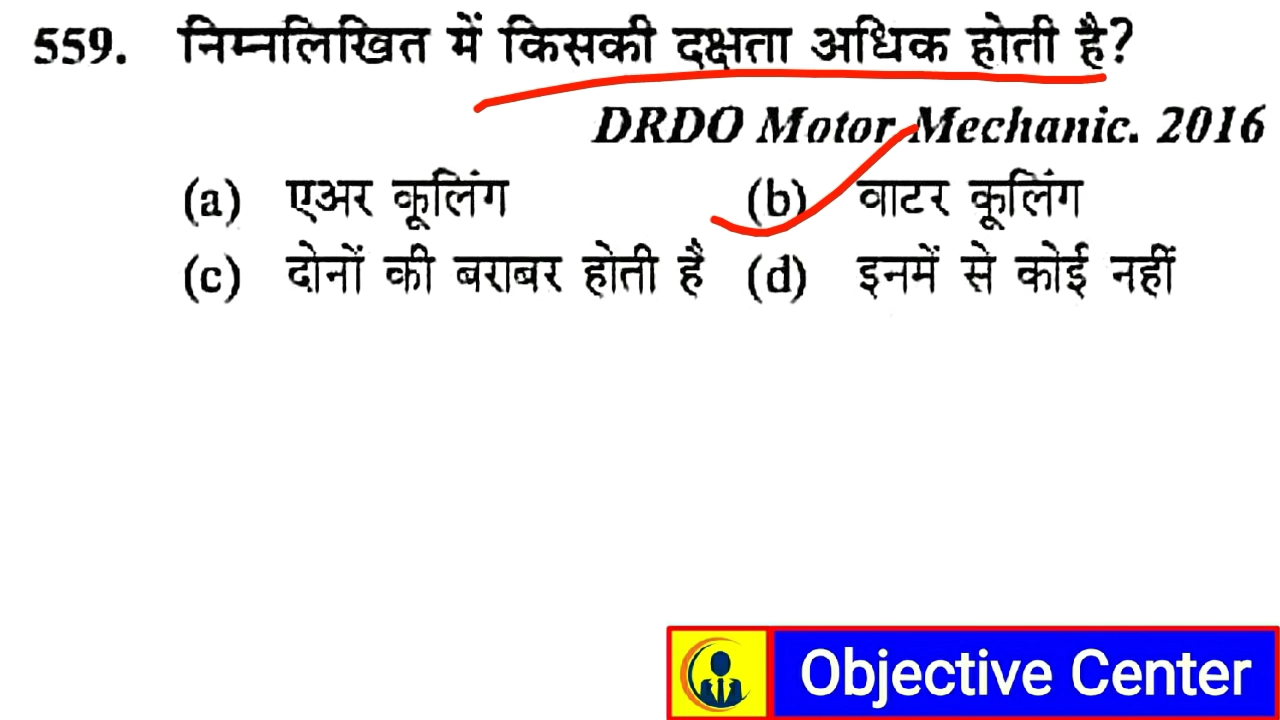 559. निम्नलिखित में किसकी दक्षता अधिक होती है?
DRDO Motor Mechanic. 2016
(a) एअर कूलिंग (b) वाटर कूलिंग
(c) दोनों की बराबर होती है (d) इनमें से कोई नहीं
Objective Center